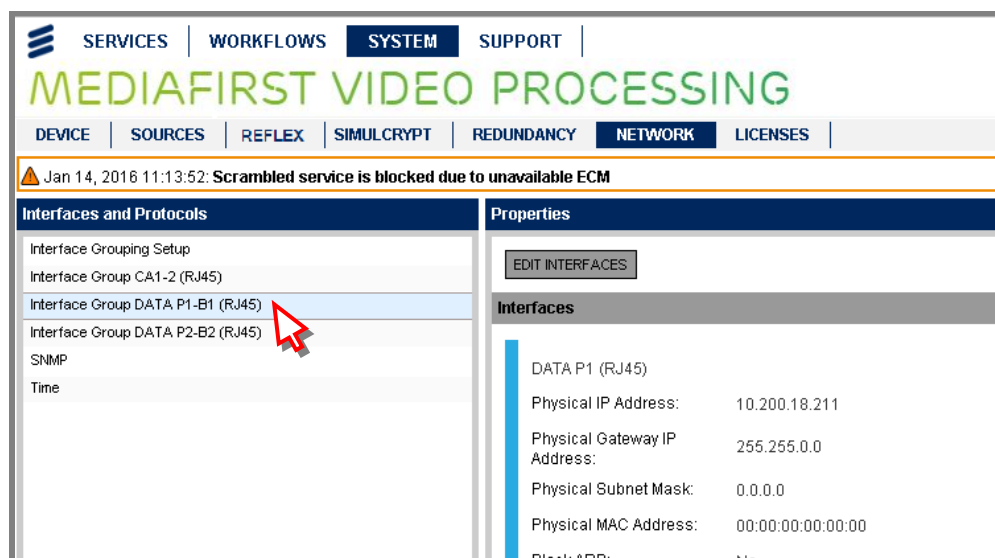 SERVICES WORKFLOWS SYSTEM SUPPORT
MEDIAFIRST VIDEO PROCESSING
DEVICE SOURCES REFLEX SIMULCRYPT REDUNDANCY NETWORK LICENSES
Jan 14, 2016 11:13:52: Scrambled service is blocked due to unavailable ECM
Interfaces and Protocols
Interface Grouping Setup
Interface Group CA1-2 (RJ45)
Interface Group DATA P1-B1 (RJ45)
Interface Group DATA P2-B2 (RJ45)
SNMP
Time
Properties
EDIT INTERFACES
Interfaces
DATA P1 (RJ45)
Physical IP Address: 10.200.18.211
Physical Gateway IP
Address: 255.255.0.0
Physical Subnet Mask: 0.0.0.0
Physical MAC Address: 00:00:00:00:00:00